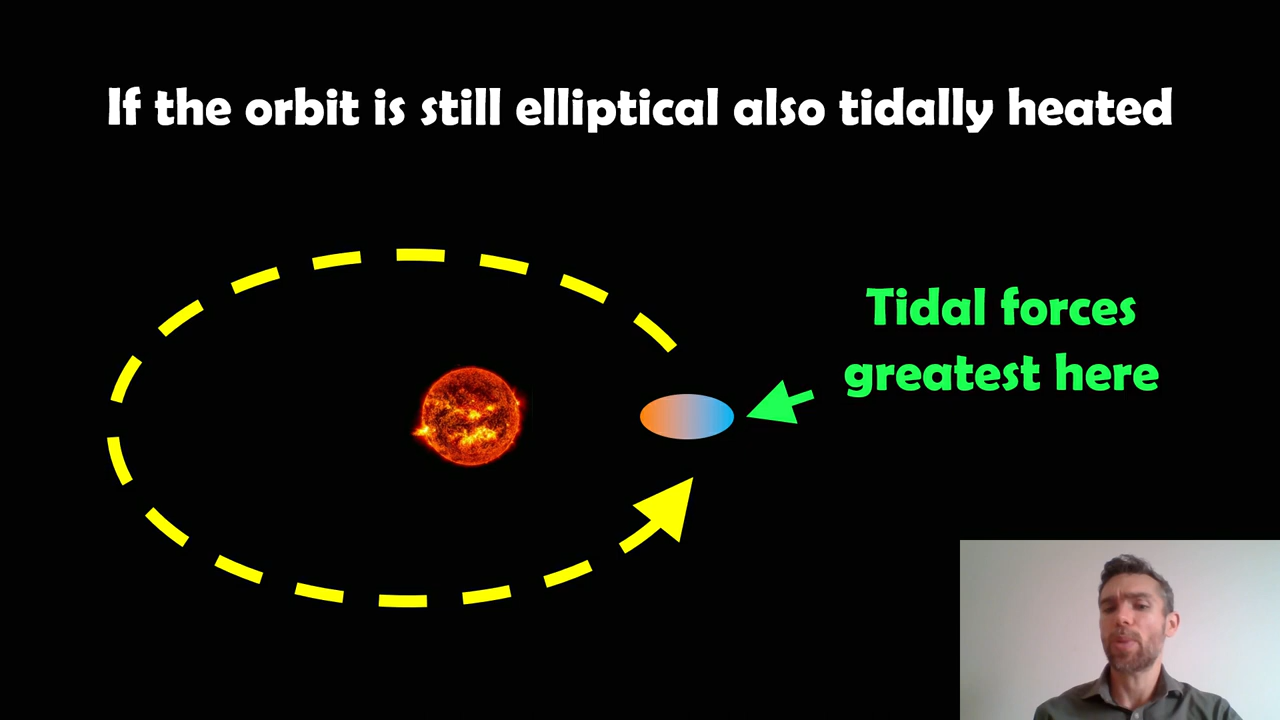 If the orbit is still elliptical also tidally heated
Tidal forces
greatest here